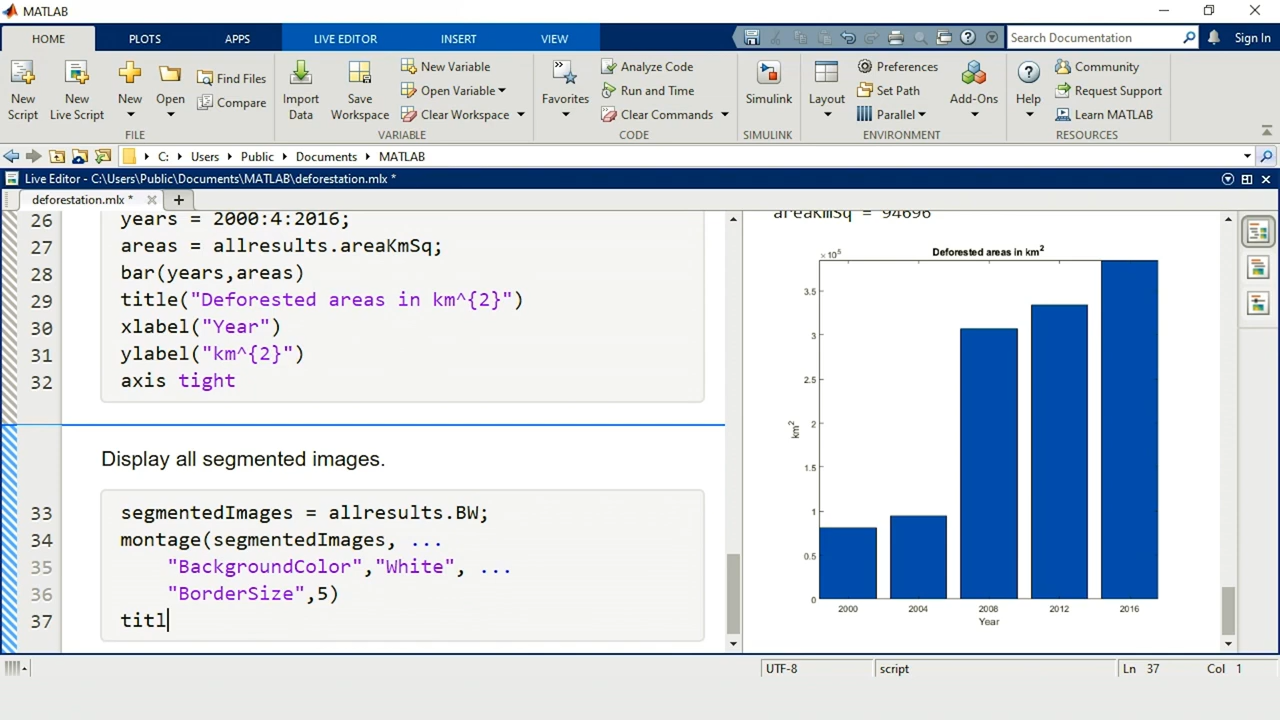 MATLAB
HOME PLOTS APPS LIVE EDITOR INSERT VIEW Search Documentation Sign In
New Script
New Live Script
New
Open
Find Files
Compare
FILE
Import Data
Save Workspace
New Variable
Open Variable
Clear Workspace
VARIABLE
Favorites
Analyze Code
Run and Time
Clear Commands
CODE
Simulink
SIMULINK
Layout
Preferences
Set Path
Parallel
Add-Ons
ENVIRONMENT
Help
Community
Request Support
Learn MATLAB
RESOURCES
C: Users Public Documents MATLAB
Live Editor - C:\Users\Public\Documents\MATLAB\deforestation.mlx *
deforestation.mlx *
26 years = 2000:4:2016;
27 areas = allresults.areaKmSq;
28 bar(years,areas)
29 title("Deforested areas in km^{2}")
30 xlabel("Year")
31 ylabel("km^{2}")
32 axis tight
Display all segmented images.
33 segmentedImages = allresults.BW;
34 montage(segmentedImages, ...
35 "BackgroundColor","White", ...
36 "BorderSize",5)
37 titl
areaKmSq = 94696
Deforested areas in km²
×10⁵
3.5
3
2.5
2
1.5
1
0.5
0
km²
2000 2004 2008 2012 2016
Year
UTF-8 script Ln 37 Col 1